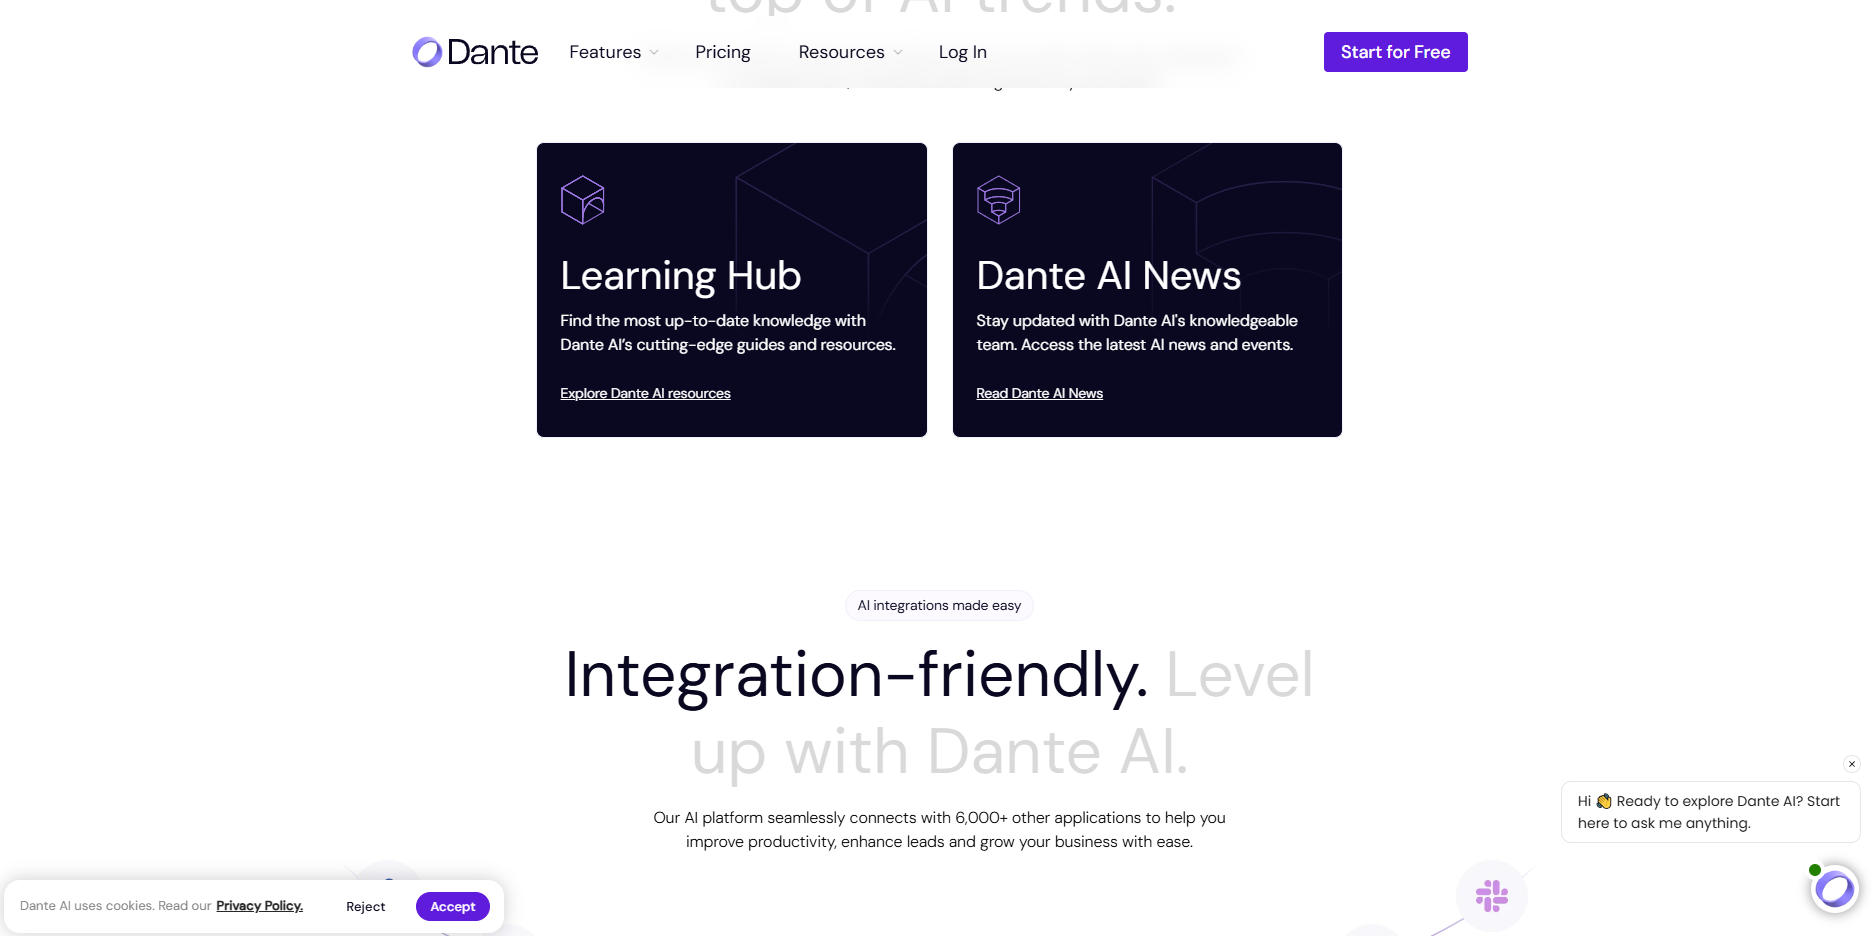 top of AI trends.
Dante
Features
Pricing
Resources
Log In
Start for Free
Learning Hub
Find the most up-to-date knowledge with
Dante AI's cutting-edge guides and resources.
Explore Dante AI resources
Dante AI News
Stay updated with Dante AI's knowledgeable
team. Access the latest AI news and events.
Read Dante AI News
AI integrations made easy
Integration-friendly. Level
up with Dante AI.
Our AI platform seamlessly connects with 6,000+ other applications to help you
improve productivity, enhance leads and grow your business with ease.
Hi 👋 Ready to explore Dante AI? Start
here to ask me anything.
Dante AI uses cookies. Read our Privacy Policy.
Reject
Accept